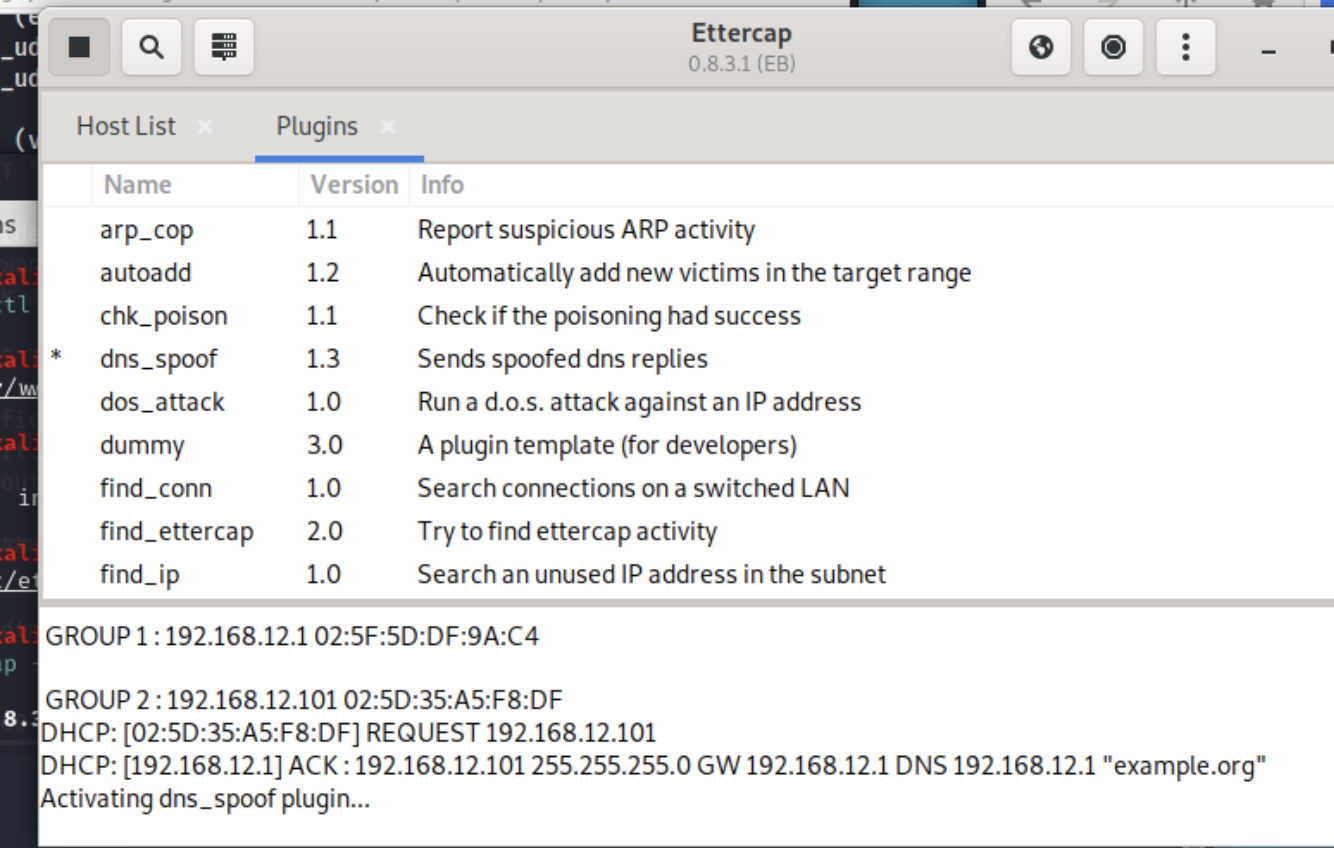 Ettercap
0.8.3.1 (EB)
Host List × Plugins ×
Name Version Info
arp_cop 1.1 Report suspicious ARP activity
autoadd 1.2 Automatically add new victims in the target range
chk_poison 1.1 Check if the poisoning had success
* dns_spoof 1.3 Sends spoofed dns replies
dos_attack 1.0 Run a d.o.s. attack against an IP address
dummy 3.0 A plugin template (for developers)
find_conn 1.0 Search connections on a switched LAN
find_ettercap 2.0 Try to find ettercap activity
find_ip 1.0 Search an unused IP address in the subnet
GROUP 1 : 192.168.12.1 02:5F:5D:DF:9A:C4
GROUP 2 : 192.168.12.101 02:5D:35:A5:F8:DF
DHCP: [02:5D:35:A5:F8:DF] REQUEST 192.168.12.101
DHCP: [192.168.12.1] ACK : 192.168.12.101 255.255.255.0 GW 192.168.12.1 DNS 192.168.12.1 "example.org"
Activating dns_spoof plugin...